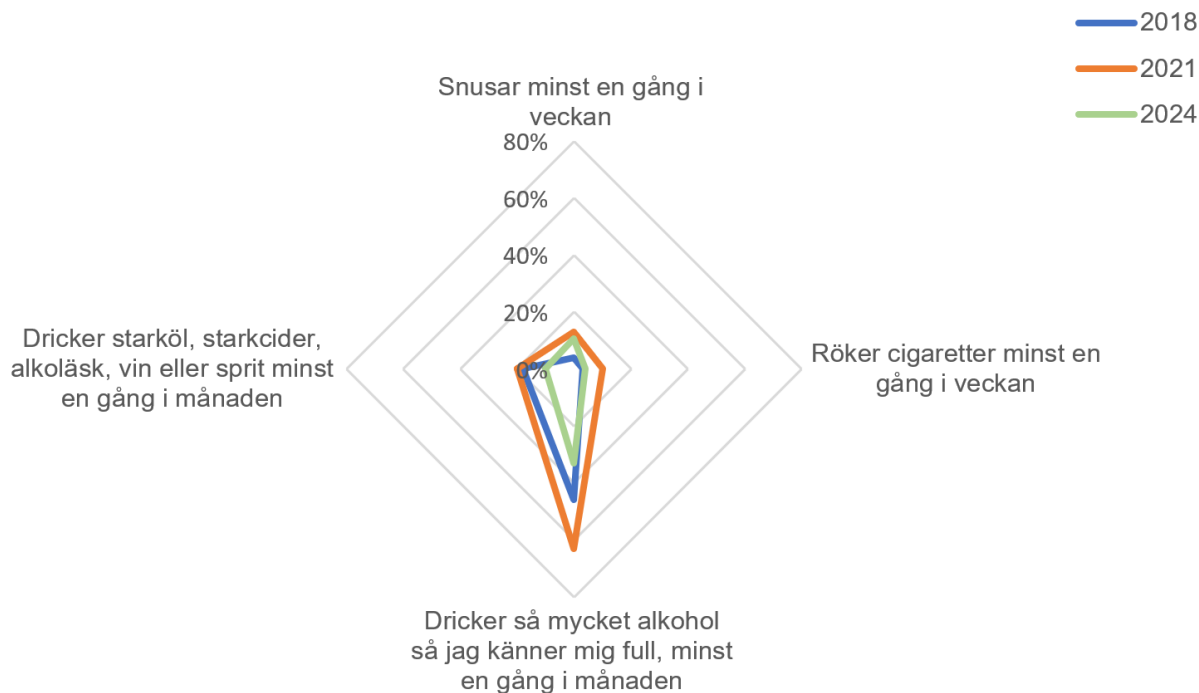 2018
2021
2024
Snusar minst en gång i
veckan
80%
60%
40%
20%
0%
Dricker starköl, starkcider,
alkoläsk, vin eller sprit minst
en gång i månaden
Röker cigaretter minst en
gång i veckan
Dricker så mycket alkohol
så jag känner mig full, minst
en gång i månaden